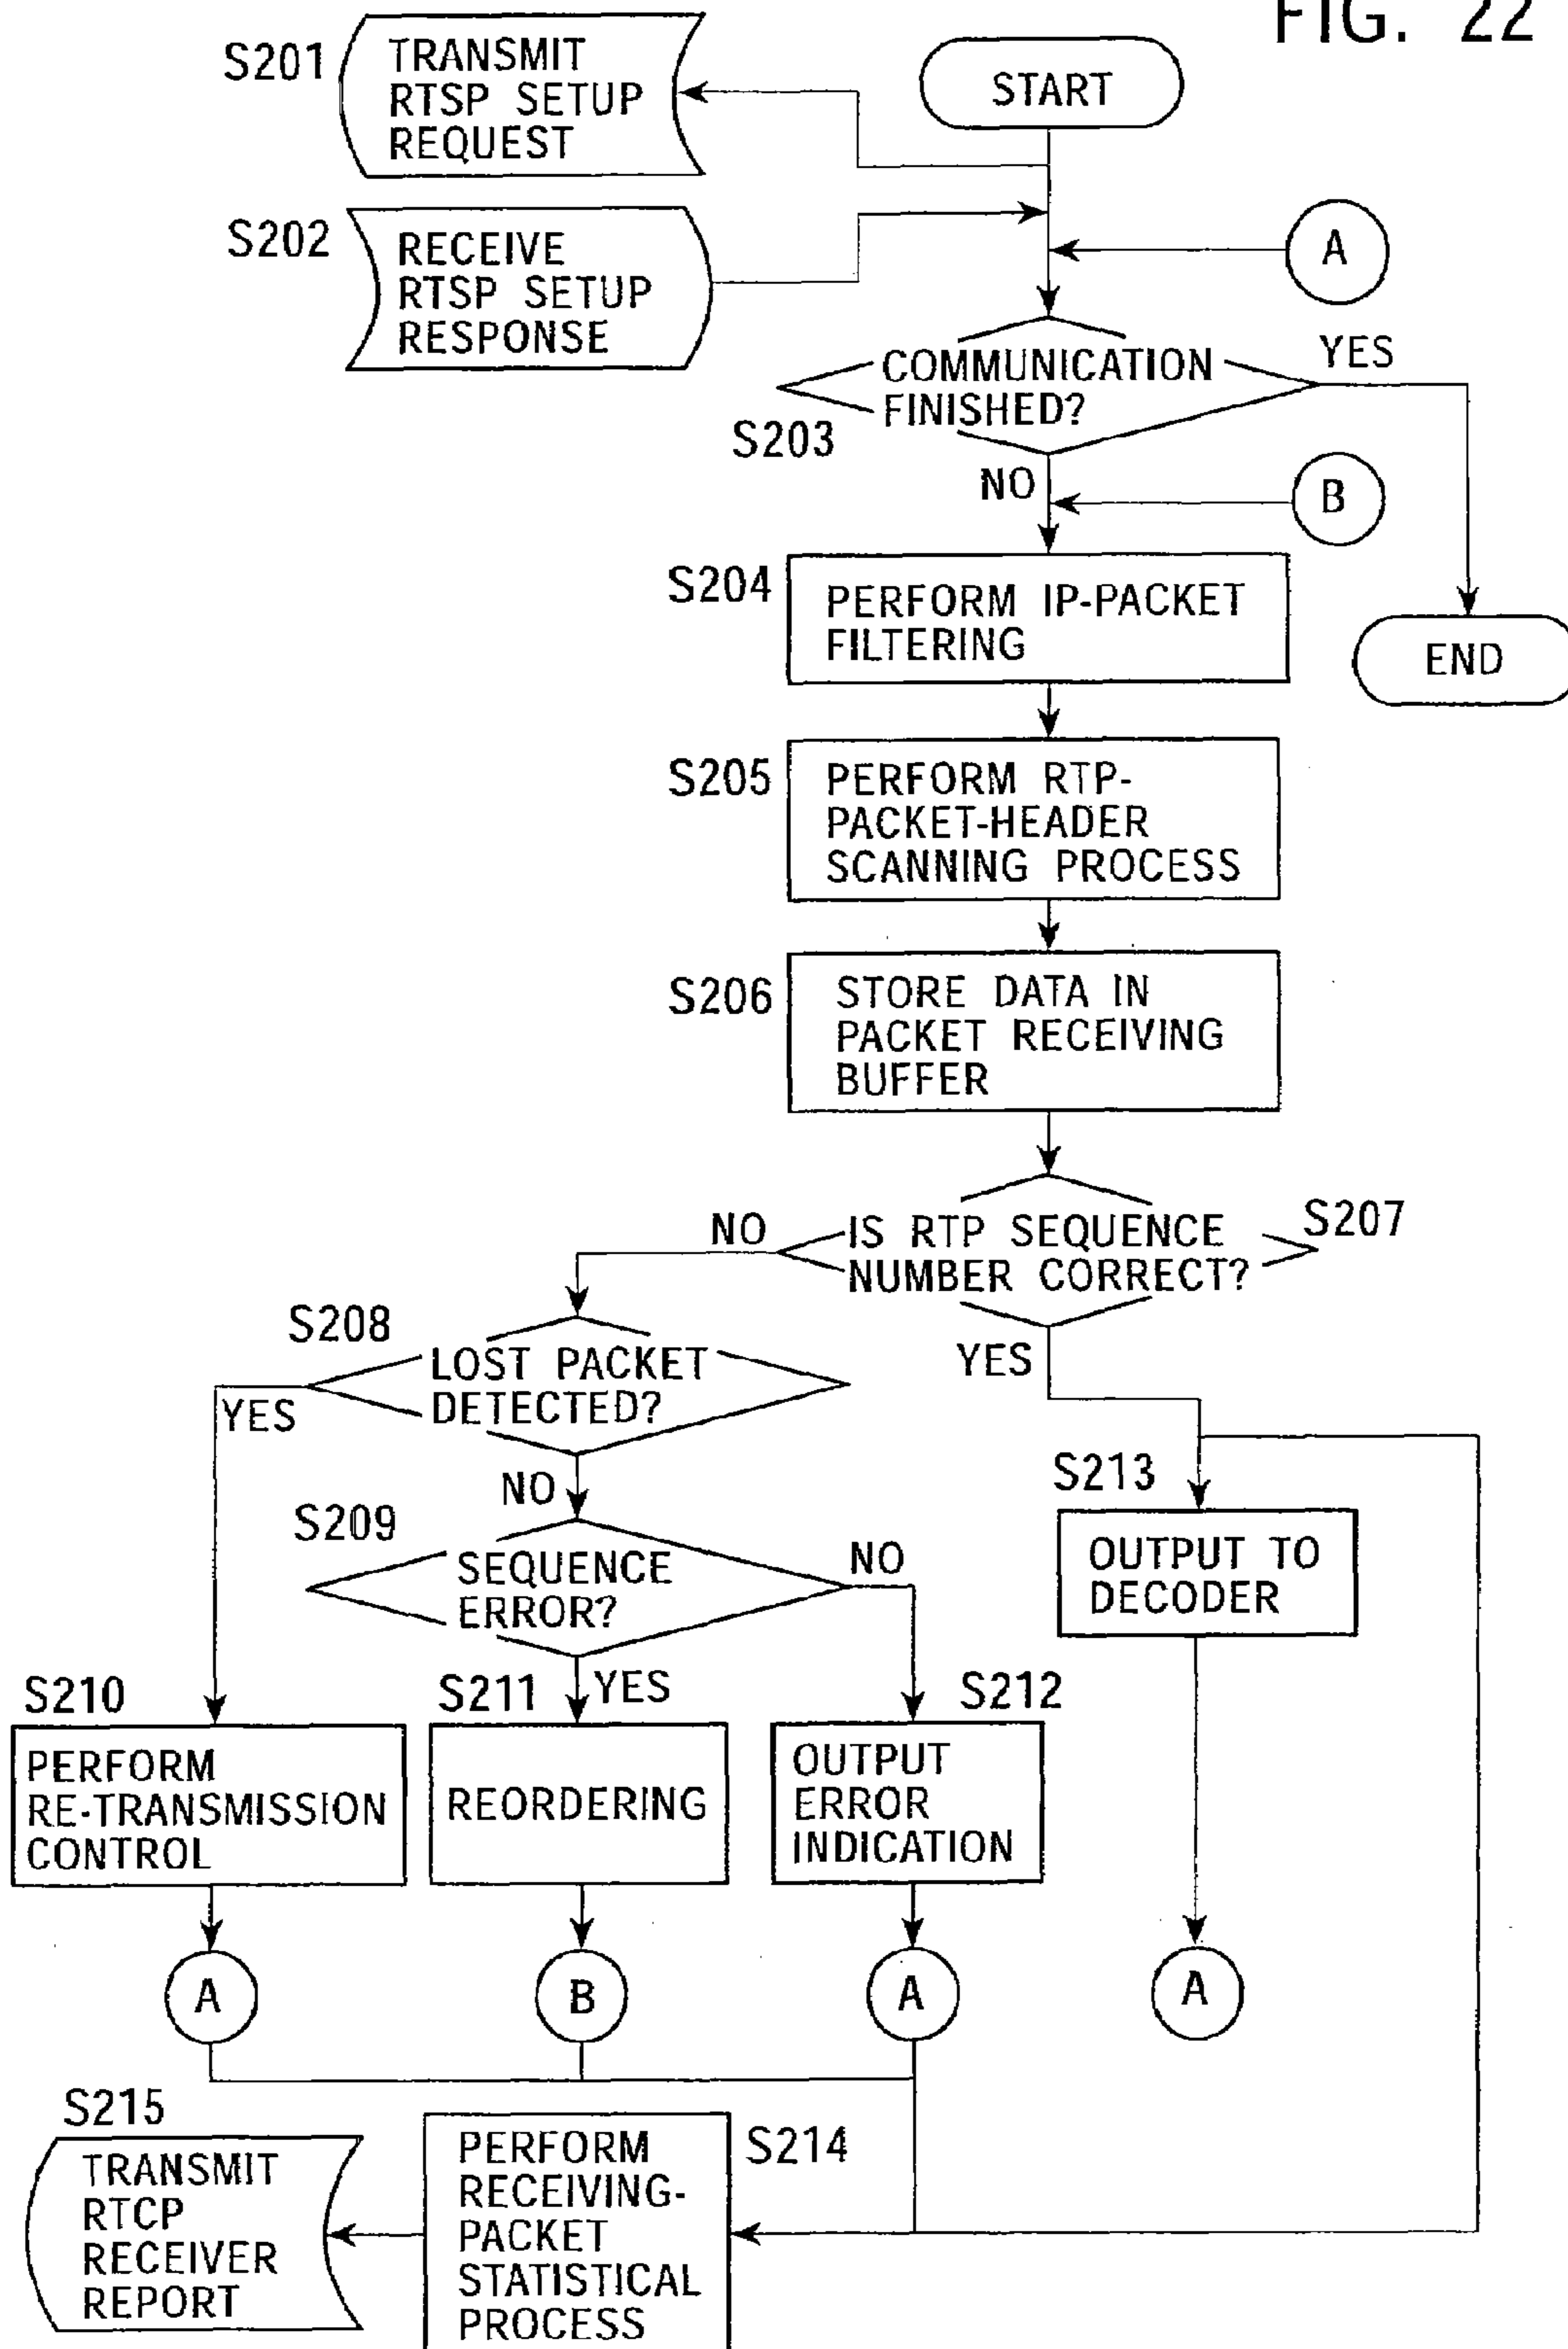 FIG. 22
S201
TRANSMIT
RTSP SETUP
REQUEST
START
S202
RECEIVE
RTSP SETUP
RESPONSE
A
COMMUNICATION
FINISHED?
YES
S203
NO
B
S204
PERFORM IP-PACKET
FILTERING
END
S205
PERFORM RTP-
PACKET-HEADER
SCANNING PROCESS
S206
STORE DATA IN
PACKET RECEIVING
BUFFER
S207
IS RTP SEQUENCE
NUMBER CORRECT?
NO
YES
S208
LOST PACKET
DETECTED?
YES
NO
S213
OUTPUT TO
DECODER
S209
SEQUENCE
ERROR?
NO
YES
S210
PERFORM
RE-TRANSMISSION
CONTROL
S211
REORDERING
S212
OUTPUT
ERROR
INDICATION
A
B
A
A
S215
TRANSMIT
RTCP
RECEIVER
REPORT
S214
PERFORM
RECEIVING-
PACKET
STATISTICAL
PROCESS